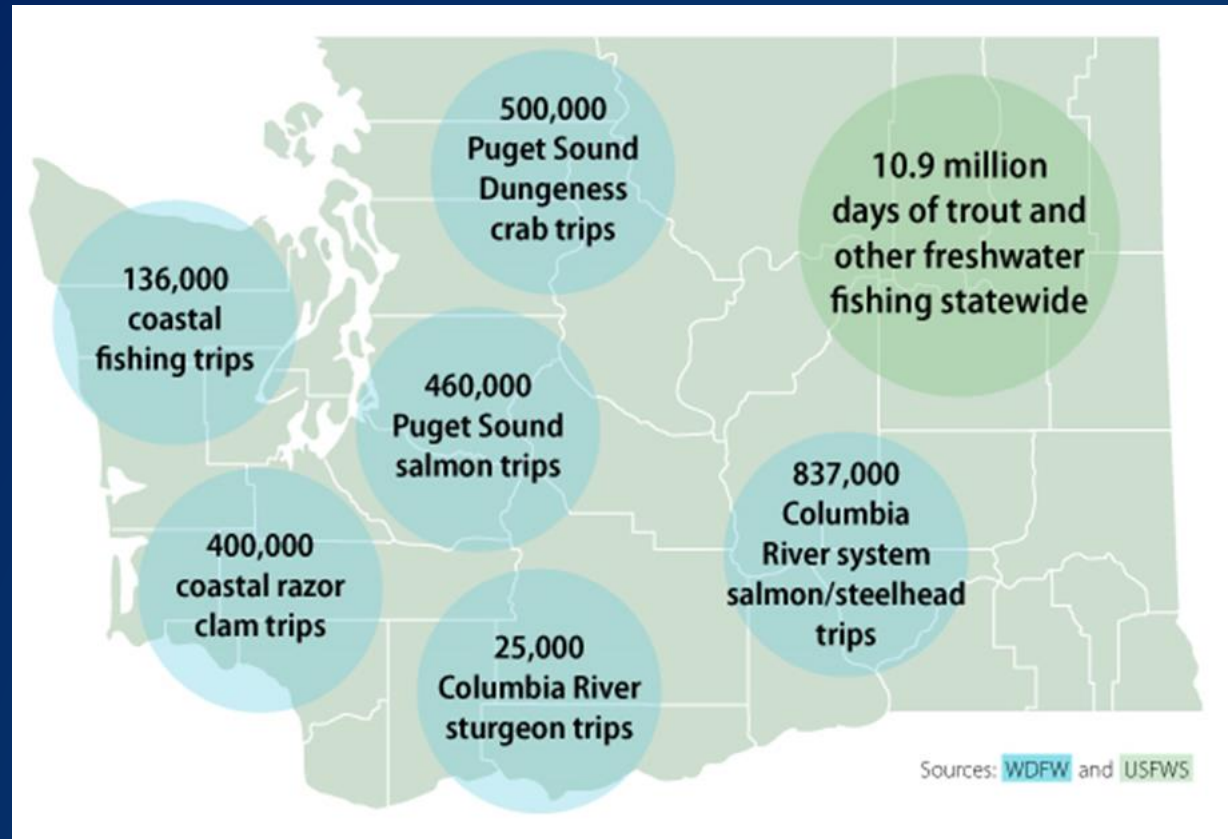 500,000
Puget Sound
Dungeness
crab trips
10.9 million
days of trout and
other freshwater
fishing statewide
136,000
coastal
fishing trips
460,000
Puget Sound
salmon trips
837,000
Columbia
River system
salmon/steelhead
trips
400,000
coastal razor
clam trips
25,000
Columbia River
sturgeon trips
Sources: WDFW and USFWS